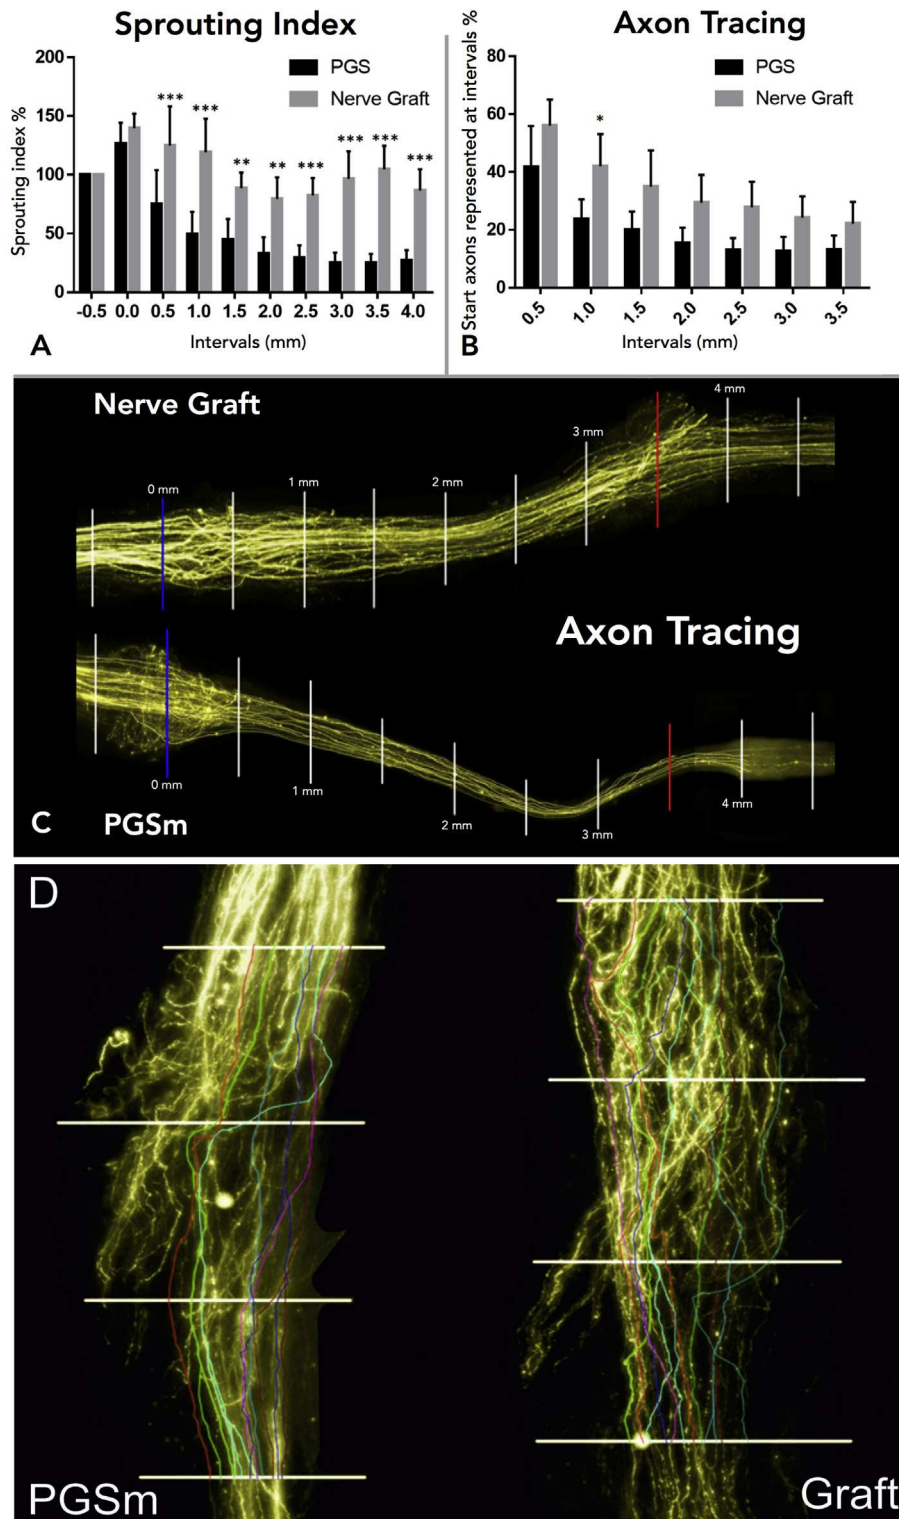 Sprouting Index
Sprouting index %
200
150
100
50
0
PGS
Nerve Graft
*** *** ** ** *** *** *** ***
-0.5 0.0 0.5 1.0 1.5 2.0 2.5 3.0 3.5 4.0
Intervals (mm)
A
Axon Tracing
Start axons represented at intervals %
80
60
40
20
0
PGS
Nerve Graft
*
0.5 1.0 1.5 2.0 2.5 3.0 3.5
Intervals (mm)
B
Nerve Graft
0 mm
1 mm
2 mm
3 mm
4 mm
Axon Tracing
0 mm
1 mm
2 mm
3 mm
4 mm
C
PGSm
D
PGSm
Graft